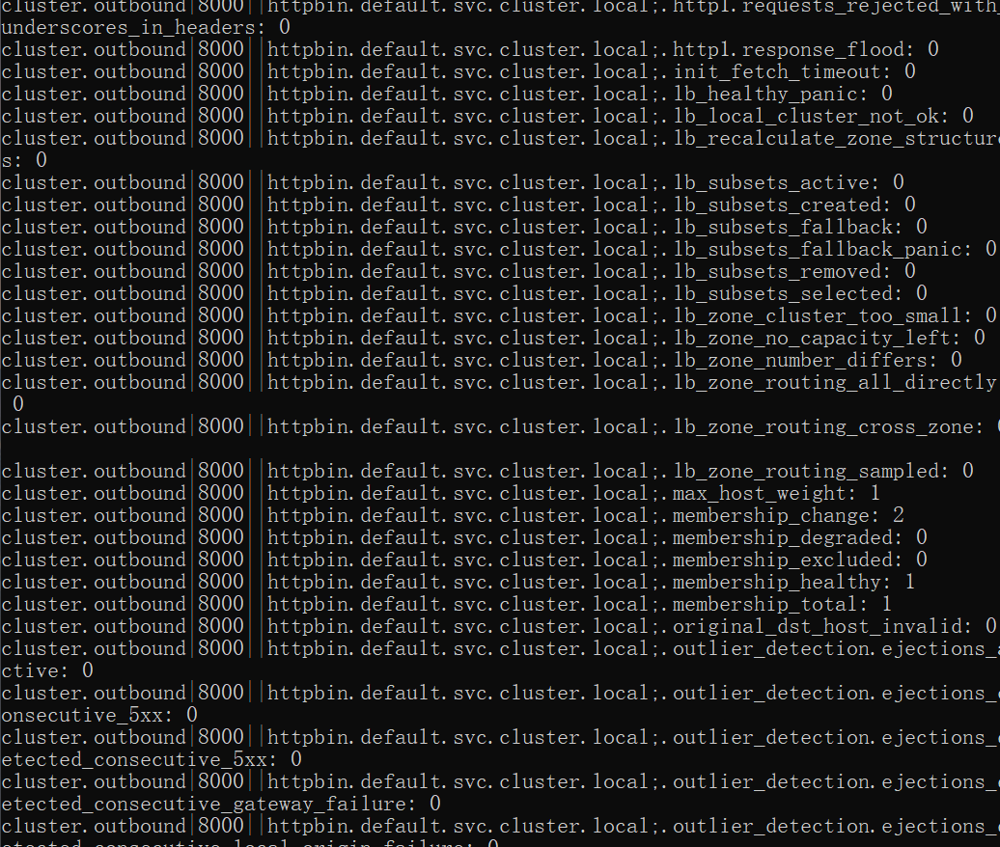 cluster.outbound|8000||httpbin.default.svc.cluster.local;.http1.requests_rejected_with_
underscores_in_headers: 0
cluster.outbound|8000||httpbin.default.svc.cluster.local;.http1.response_flood: 0
cluster.outbound|8000||httpbin.default.svc.cluster.local;.init_fetch_timeout: 0
cluster.outbound|8000||httpbin.default.svc.cluster.local;.lb_healthy_panic: 0
cluster.outbound|8000||httpbin.default.svc.cluster.local;.lb_local_cluster_not_ok: 0
cluster.outbound|8000||httpbin.default.svc.cluster.local;.lb_recalculate_zone_structure
s: 0
cluster.outbound|8000||httpbin.default.svc.cluster.local;.lb_subsets_active: 0
cluster.outbound|8000||httpbin.default.svc.cluster.local;.lb_subsets_created: 0
cluster.outbound|8000||httpbin.default.svc.cluster.local;.lb_subsets_fallback: 0
cluster.outbound|8000||httpbin.default.svc.cluster.local;.lb_subsets_fallback_panic: 0
cluster.outbound|8000||httpbin.default.svc.cluster.local;.lb_subsets_removed: 0
cluster.outbound|8000||httpbin.default.svc.cluster.local;.lb_subsets_selected: 0
cluster.outbound|8000||httpbin.default.svc.cluster.local;.lb_zone_cluster_too_small: 0
cluster.outbound|8000||httpbin.default.svc.cluster.local;.lb_zone_no_capacity_left: 0
cluster.outbound|8000||httpbin.default.svc.cluster.local;.lb_zone_number_differs: 0
cluster.outbound|8000||httpbin.default.svc.cluster.local;.lb_zone_routing_all_directly
0
cluster.outbound|8000||httpbin.default.svc.cluster.local;.lb_zone_routing_cross_zone: 0
cluster.outbound|8000||httpbin.default.svc.cluster.local;.lb_zone_routing_sampled: 0
cluster.outbound|8000||httpbin.default.svc.cluster.local;.max_host_weight: 1
cluster.outbound|8000||httpbin.default.svc.cluster.local;.membership_change: 2
cluster.outbound|8000||httpbin.default.svc.cluster.local;.membership_degraded: 0
cluster.outbound|8000||httpbin.default.svc.cluster.local;.membership_excluded: 0
cluster.outbound|8000||httpbin.default.svc.cluster.local;.membership_healthy: 1
cluster.outbound|8000||httpbin.default.svc.cluster.local;.membership_total: 1
cluster.outbound|8000||httpbin.default.svc.cluster.local;.original_dst_host_invalid: 0
cluster.outbound|8000||httpbin.default.svc.cluster.local;.outlier_detection.ejections_a
ctive: 0
cluster.outbound|8000||httpbin.default.svc.cluster.local;.outlier_detection.ejections_c
onsecutive_5xx: 0
cluster.outbound|8000||httpbin.default.svc.cluster.local;.outlier_detection.ejections_d
etected_consecutive_5xx: 0
cluster.outbound|8000||httpbin.default.svc.cluster.local;.outlier_detection.ejections_d
etected_consecutive_gateway_failure: 0
cluster.outbound|8000||httpbin.default.svc.cluster.local;.outlier_detection.ejections_d
etected_consecutive_local_origin_failure: 0